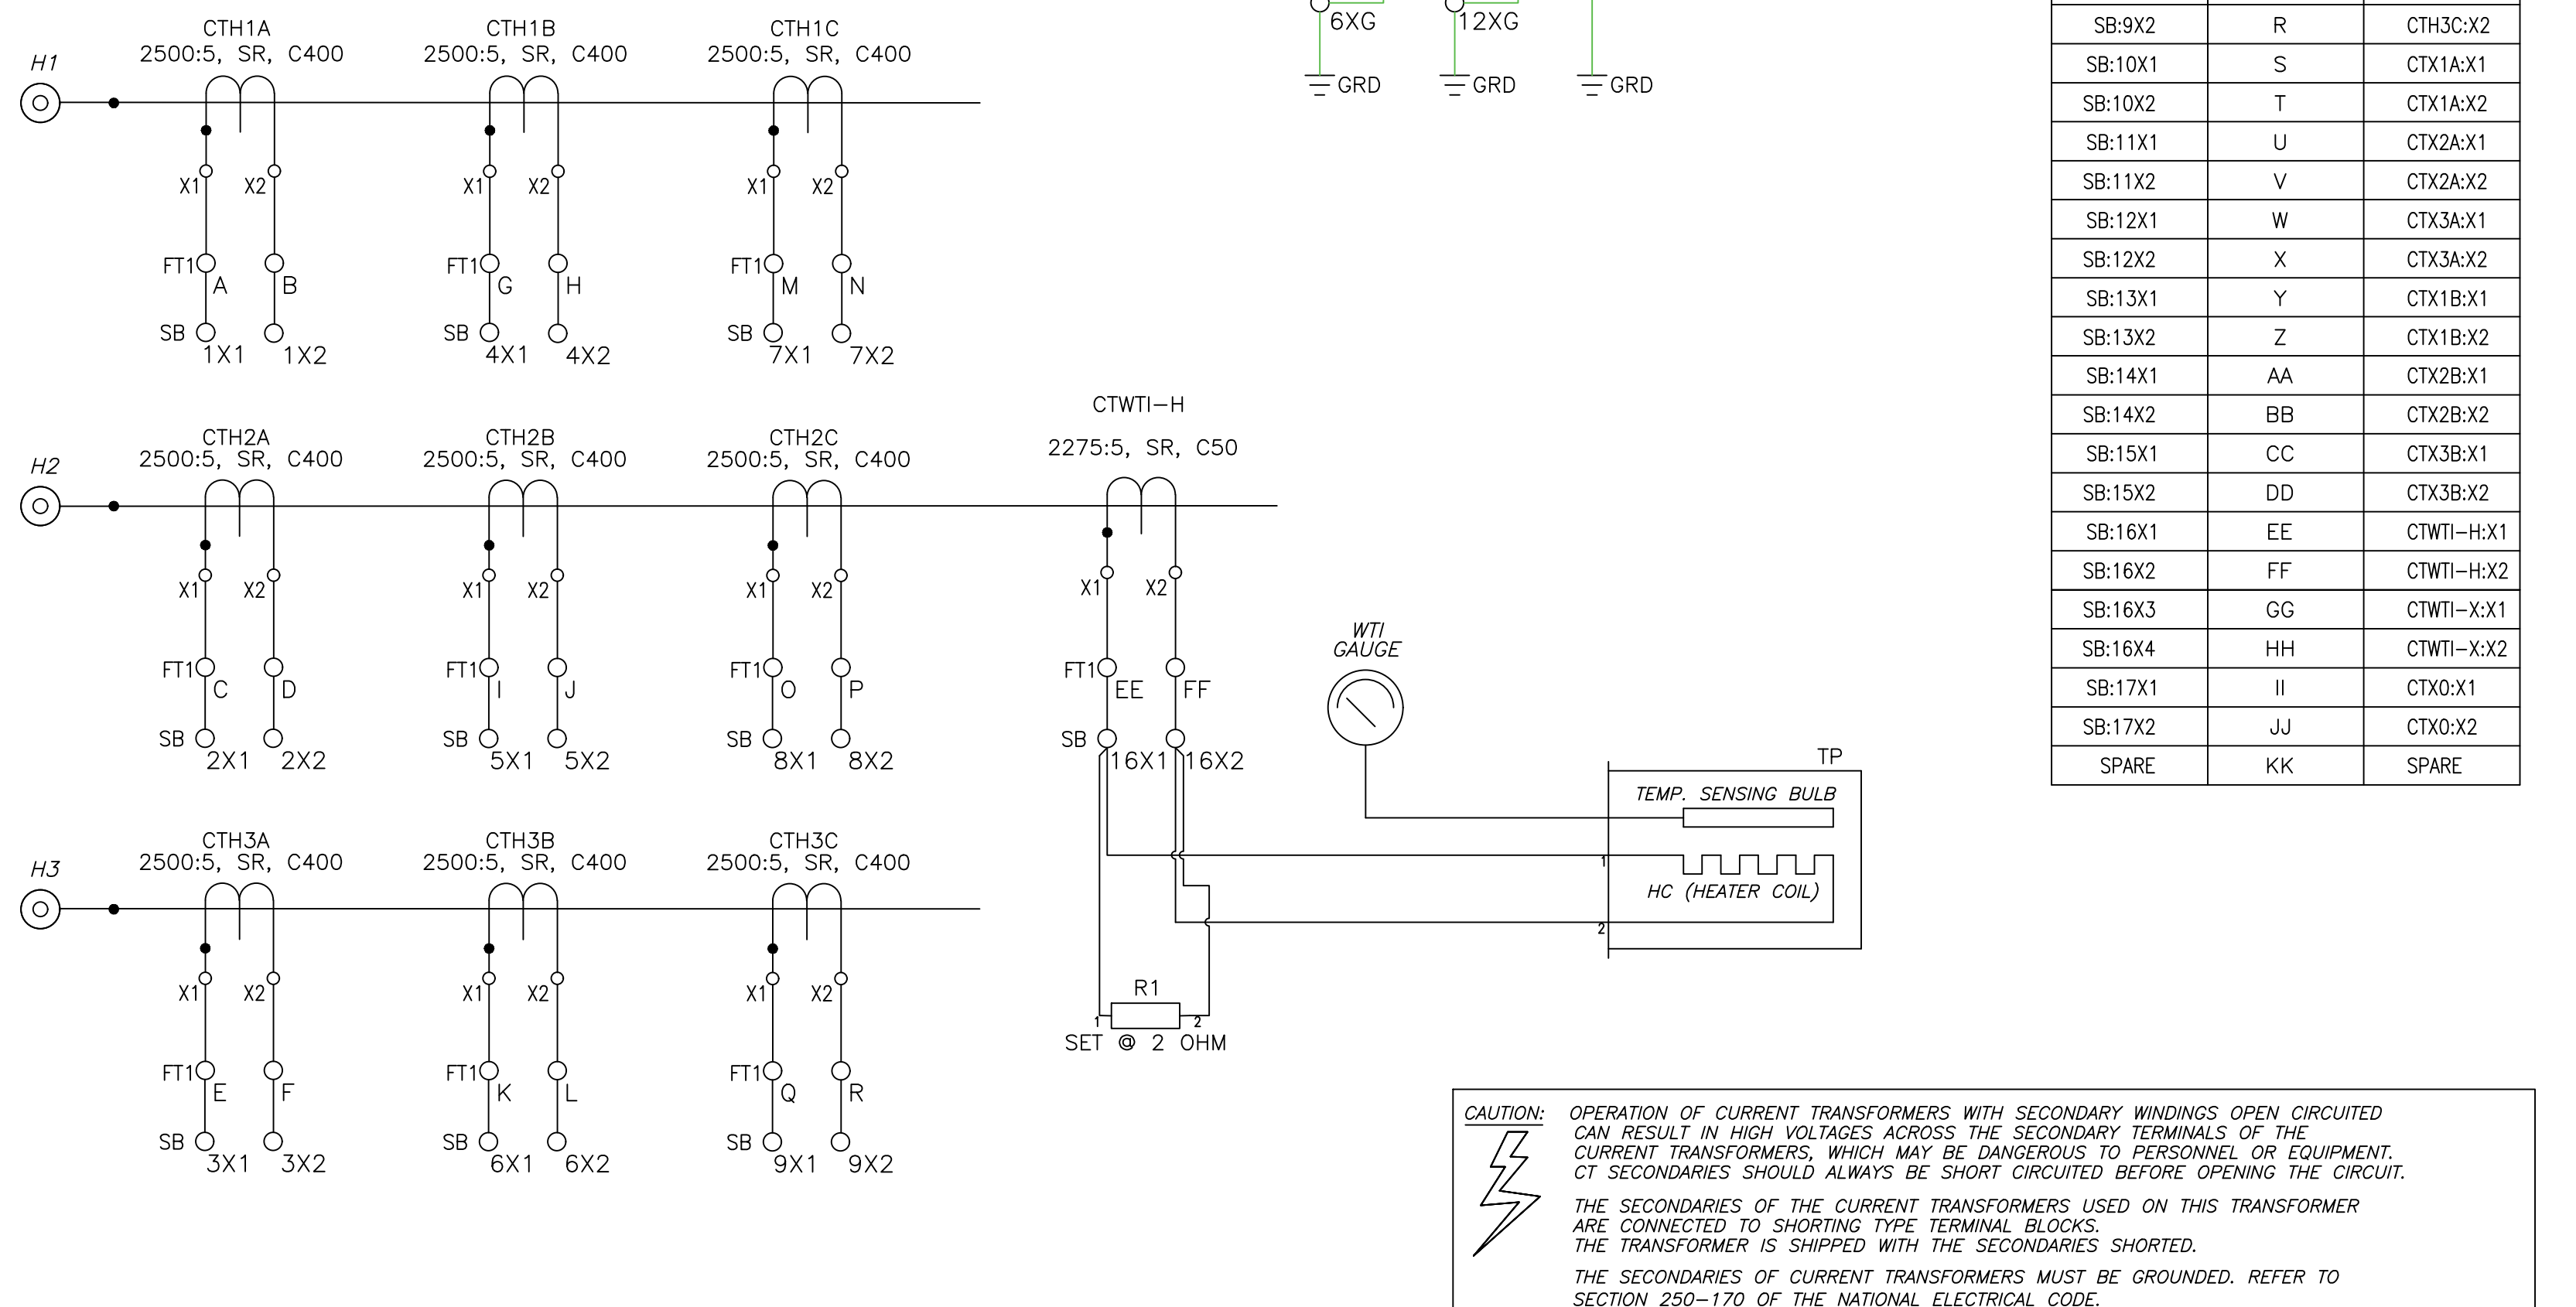 CTH1A CTH1B CTH1C
2500:5, SR, C400 2500:5, SR, C400 2500:5, SR, C400
H1
X1 X2 X1 X2 X1 X2
FT1 FT1 FT1
A B G H M N
SB SB SB
1X1 1X2 4X1 4X2 7X1 7X2
6XG 12XG
GRD GRD GRD
CTH2A CTH2B CTH2C
2500:5, SR, C400 2500:5, SR, C400 2500:5, SR, C400
H2
X1 X2 X1 X2 X1 X2
FT1 FT1 FT1
C D I J O P
SB SB SB
2X1 2X2 5X1 5X2 8X1 8X2
CTWTI-H
2275:5, SR, C50
X1 X2
FT1
EE FF
SB
16X1 16X2
WTI
GAUGE
TP
TEMP. SENSING BULB
1
HC (HEATER COIL)
2
R1
1 2
SET @ 2 OHM
CTH3A CTH3B CTH3C
2500:5, SR, C400 2500:5, SR, C400 2500:5, SR, C400
H3
X1 X2 X1 X2 X1 X2
FT1 FT1 FT1
E F K L Q R
SB SB SB
3X1 3X2 6X1 6X2 9X1 9X2
SB:9X2 R CTH3C:X2
SB:10X1 S CTX1A:X1
SB:10X2 T CTX1A:X2
SB:11X1 U CTX2A:X1
SB:11X2 V CTX2A:X2
SB:12X1 W CTX3A:X1
SB:12X2 X CTX3A:X2
SB:13X1 Y CTX1B:X1
SB:13X2 Z CTX1B:X2
SB:14X1 AA CTX2B:X1
SB:14X2 BB CTX2B:X2
SB:15X1 CC CTX3B:X1
SB:15X2 DD CTX3B:X2
SB:16X1 EE CTWTI-H:X1
SB:16X2 FF CTWTI-H:X2
SB:16X3 GG CTWTI-X:X1
SB:16X4 HH CTWTI-X:X2
SB:17X1 II CTX0:X1
SB:17X2 JJ CTX0:X2
SPARE KK SPARE
CAUTION: OPERATION OF CURRENT TRANSFORMERS WITH SECONDARY WINDINGS OPEN CIRCUITED
CAN RESULT IN HIGH VOLTAGES ACROSS THE SECONDARY TERMINALS OF THE
CURRENT TRANSFORMERS, WHICH MAY BE DANGEROUS TO PERSONNEL OR EQUIPMENT.
CT SECONDARIES SHOULD ALWAYS BE SHORT CIRCUITED BEFORE OPENING THE CIRCUIT.
THE SECONDARIES OF THE CURRENT TRANSFORMERS USED ON THIS TRANSFORMER
ARE CONNECTED TO SHORTING TYPE TERMINAL BLOCKS.
THE TRANSFORMER IS SHIPPED WITH THE SECONDARIES SHORTED.
THE SECONDARIES OF CURRENT TRANSFORMERS MUST BE GROUNDED. REFER TO
SECTION 250-170 OF THE NATIONAL ELECTRICAL CODE.